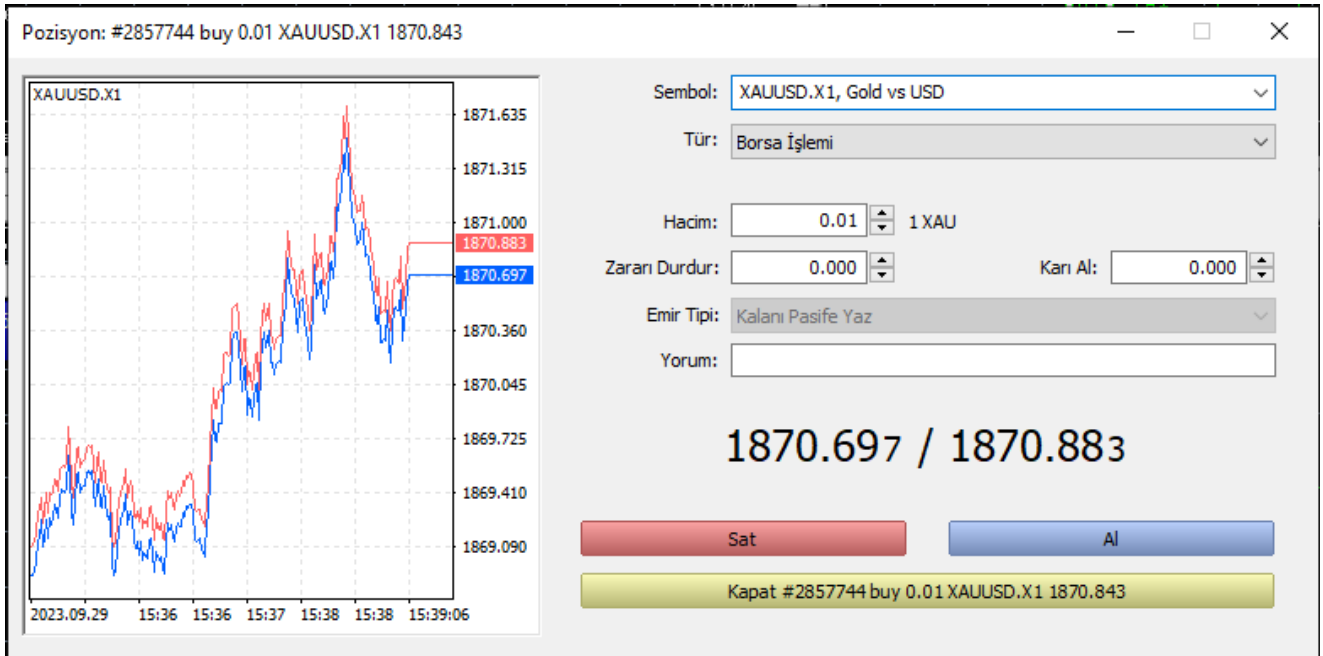 Pozisyon: #2857744 buy 0.01 XAUUSD.X1 1870.843
XAUUSD.X1
1871.635
1871.315
1871.000
1870.883
1870.697
1870.360
1870.045
1869.725
1869.410
1869.090
2023.09.29 15:36 15:36 15:37 15:38 15:38 15:39:06
Sembol: XAUUSD.X1, Gold vs USD
Tür: Borsa İşlemi
Hacim: 0.01 1 XAU
Zararı Durdur: 0.000 Karı Al: 0.000
Emir Tipi: Kalanı Pasife Yaz
Yorum:
1870.697 / 1870.883
Sat Al
Kapat #2857744 buy 0.01 XAUUSD.X1 1870.843